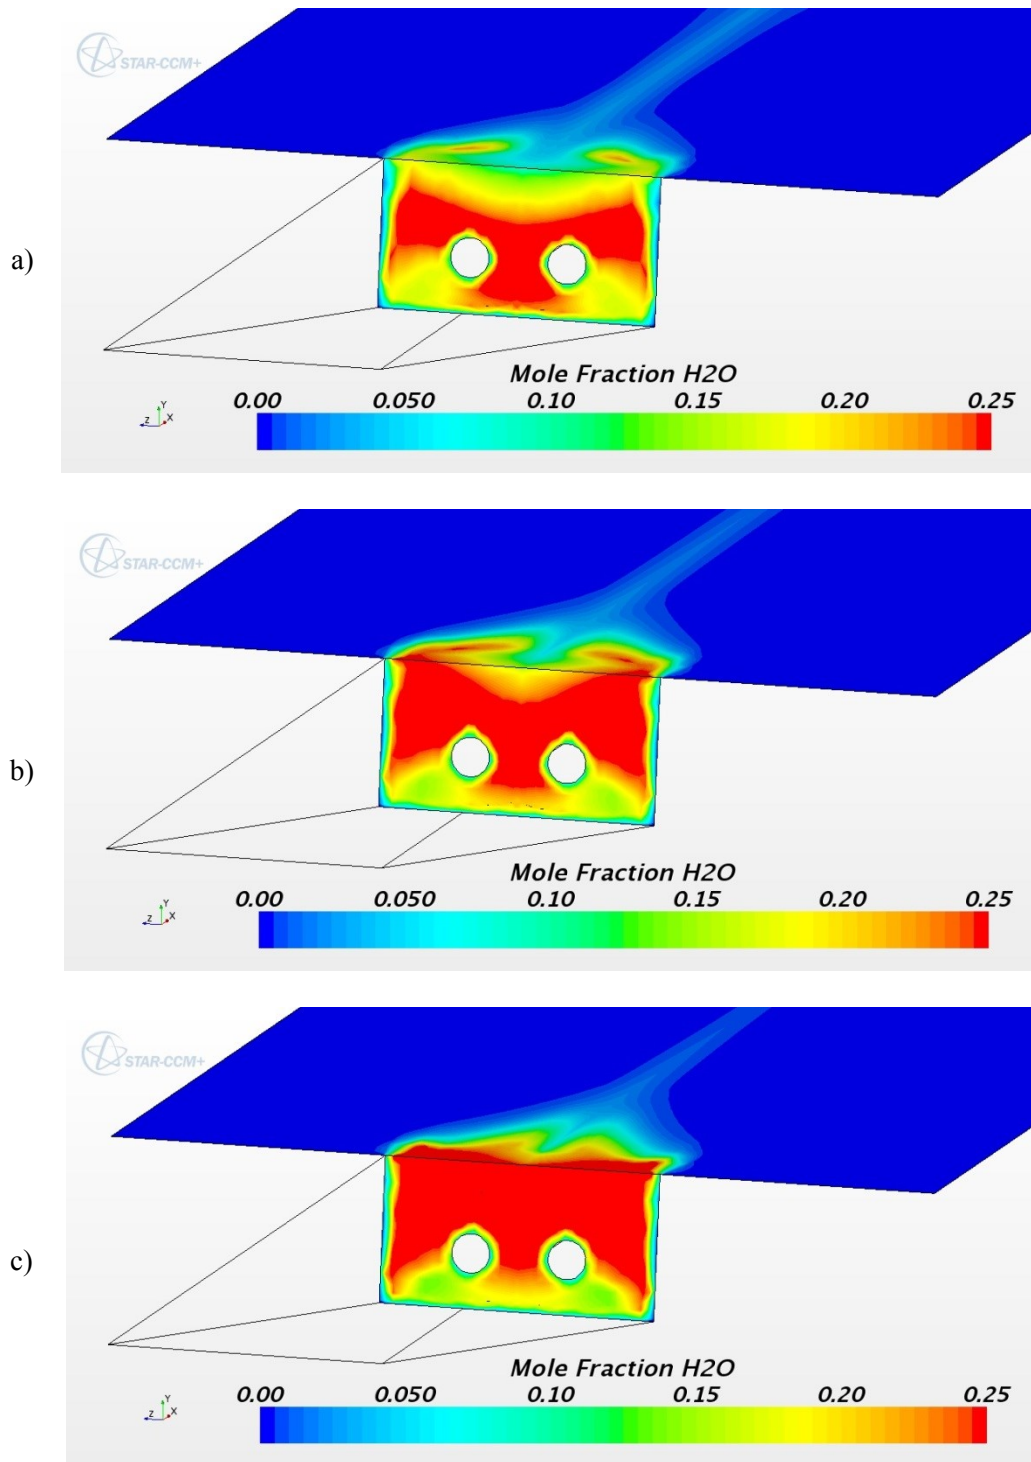 STAR-CCM+
a)
Mole Fraction H2O
0.00 0.050 0.10 0.15 0.20 0.25
Y
Z X
STAR-CCM+
b)
Mole Fraction H2O
0.00 0.050 0.10 0.15 0.20 0.25
Y
Z X
STAR-CCM+
c)
Mole Fraction H2O
0.00 0.050 0.10 0.15 0.20 0.25
Y
Z X